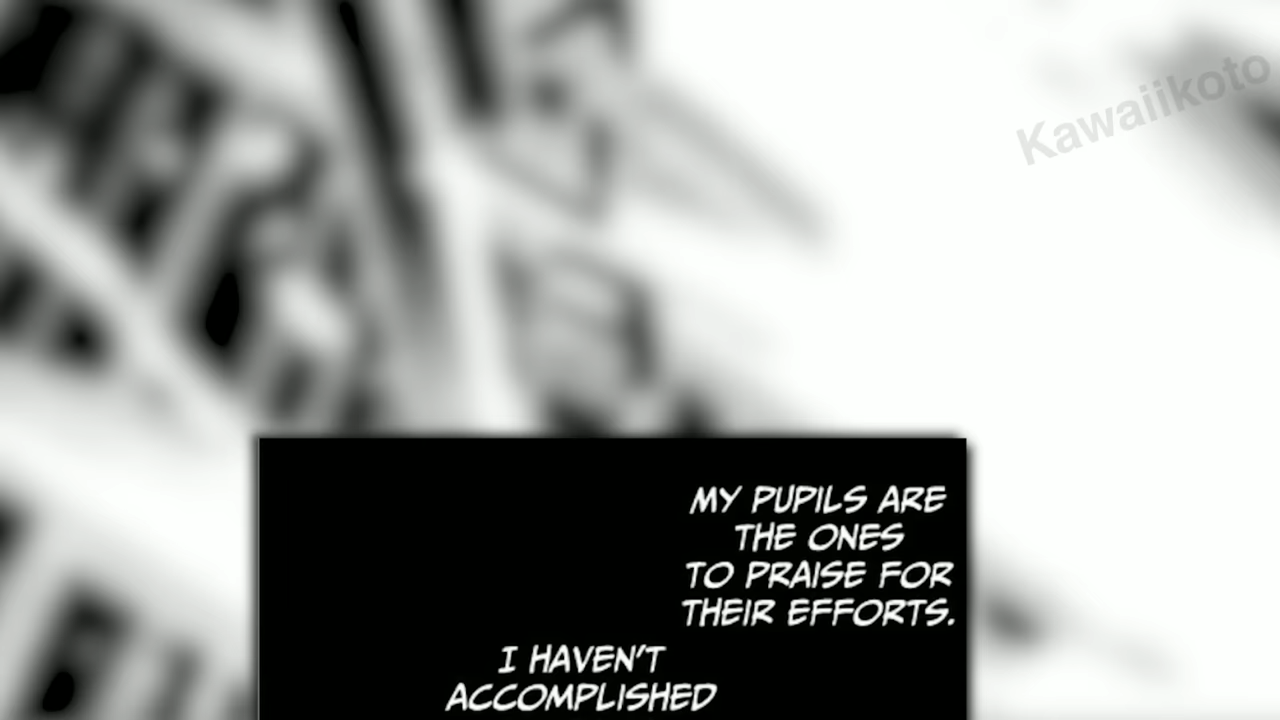 Kawaiikoto
MY PUPILS ARE
THE ONES
TO PRAISE FOR
THEIR EFFORTS.
I HAVEN'T
ACCOMPLISHED